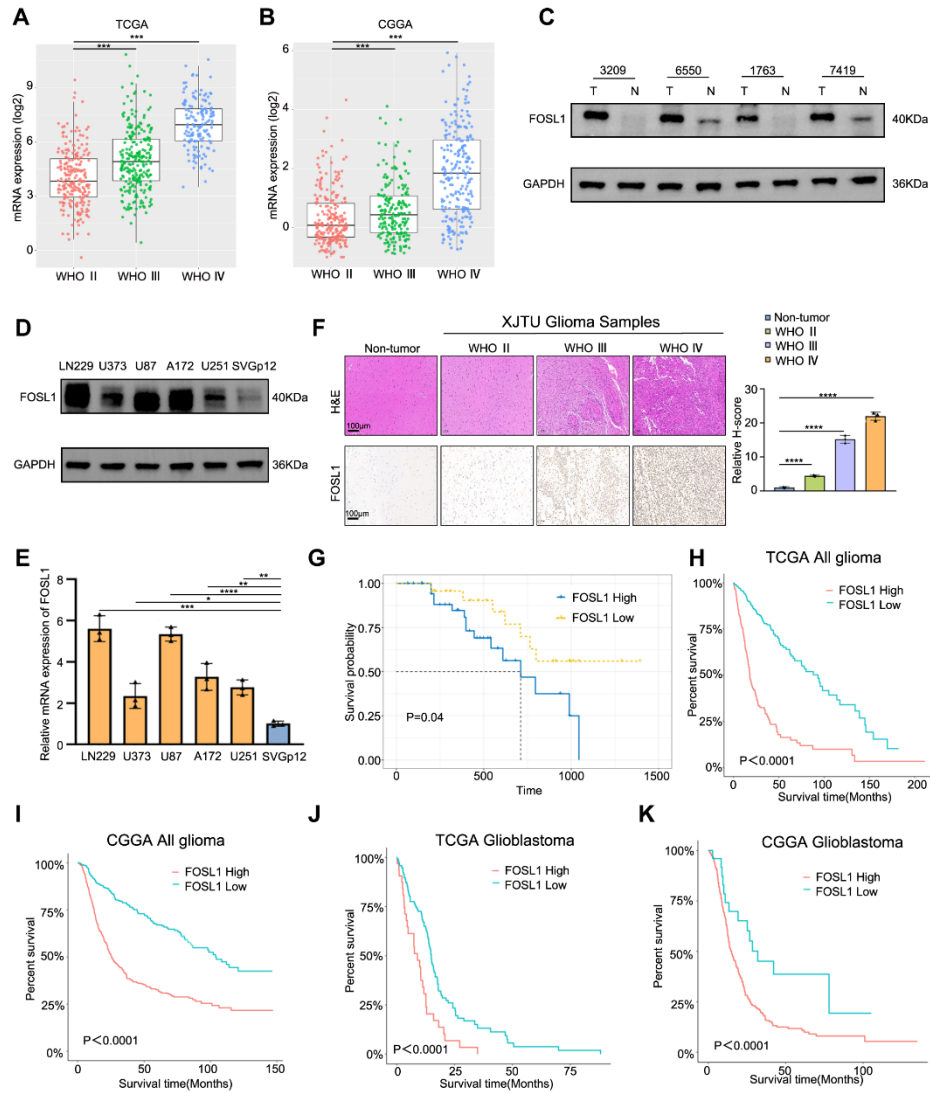 A
TCGA
***
***
mRNA expression (log2)
9
6
3
0
WHO Ⅱ
WHO Ⅲ
WHO Ⅳ
B
CGGA
***
***
mRNA expression (log2)
6
4
2
0
WHO Ⅱ
WHO Ⅲ
WHO Ⅳ
C
3209 6550 1763 7419
T N T N T N T N
FOSL1 40KDa
GAPDH 36KDa
D
LN229 U373 U87 A172 U251 SVGp12
FOSL1 40KDa
GAPDH 36KDa
F
XJTU Glioma Samples
Non-tumor WHO Ⅱ WHO Ⅲ WHO Ⅳ
H&E
100μm
FOSL1
100μm
Non-tumor
WHO Ⅱ
WHO Ⅲ
WHO Ⅳ
Relative H-score
30
20
10
0
****
****
****
E
Relative mRNA expression of FOSL1
8
6
4
2
0
**
**
****
*
***
LN229 U373 U87 A172 U251 SVGp12
G
Survival probability
1.00
0.75
0.50
0.25
0.00
FOSL1 High
FOSL1 Low
P=0.04
0 500 1000 1500
Time
H
TCGA All glioma
Percent survival
100%
75%
50%
25%
0%
FOSL1 High
FOSL1 Low
P<0.0001
0 50 100 150 200
Survival time(Months)
I
CGGA All glioma
Percent survival
100%
75%
50%
25%
0%
FOSL1 High
FOSL1 Low
P<0.0001
0 50 100 150
Survival time(Months)
J
TCGA Glioblastoma
Percent survival
100%
75%
50%
25%
0%
FOSL1 High
FOSL1 Low
P<0.0001
0 25 50 75
Survival time(Months)
K
CGGA Glioblastoma
Percent survival
100%
75%
50%
25%
0%
FOSL1 High
FOSL1 Low
P<0.0001
0 50 100
Survival time(Months)